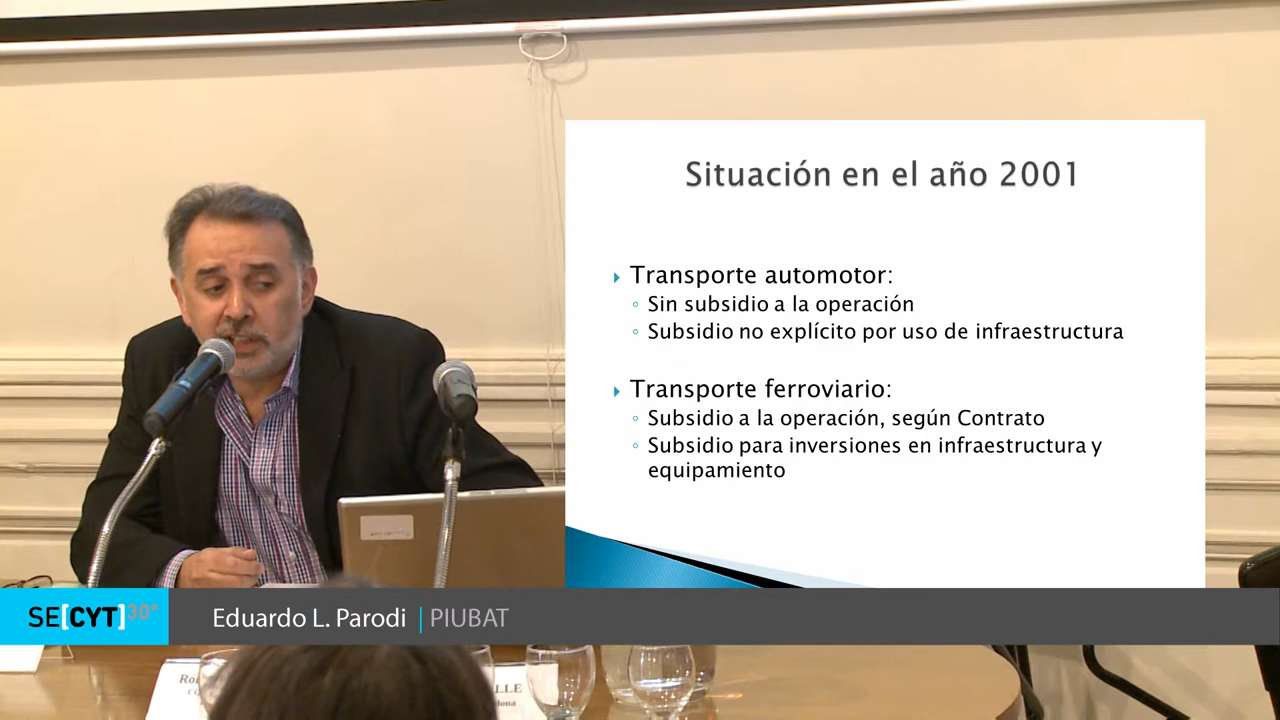 Situación en el año 2001
Transporte automotor:
Sin subsidio a la operación
Subsidio no explícito por uso de infraestructura
Transporte ferroviario:
Subsidio a la operación, según Contrato
Subsidio para inversiones en infraestructura y
equipamiento
SE[CYT]30°
Eduardo L. Parodi | PIUBAT